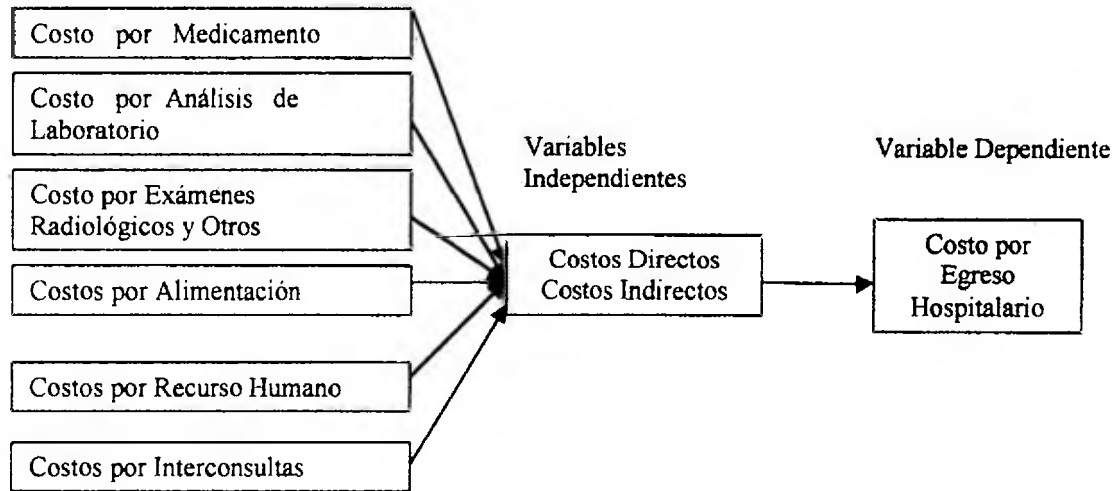 Costo por Medicamento
Costo por Análisis de
Laboratorio
Costo por Exámenes
Radiológicos y Otros
Costos por Alimentación
Costos por Recurso Humano
Costos por Interconsultas
Variables
Independientes
Costos Directos
Costos Indirectos
Variable Dependiente
Costo por
Egreso
Hospitalario